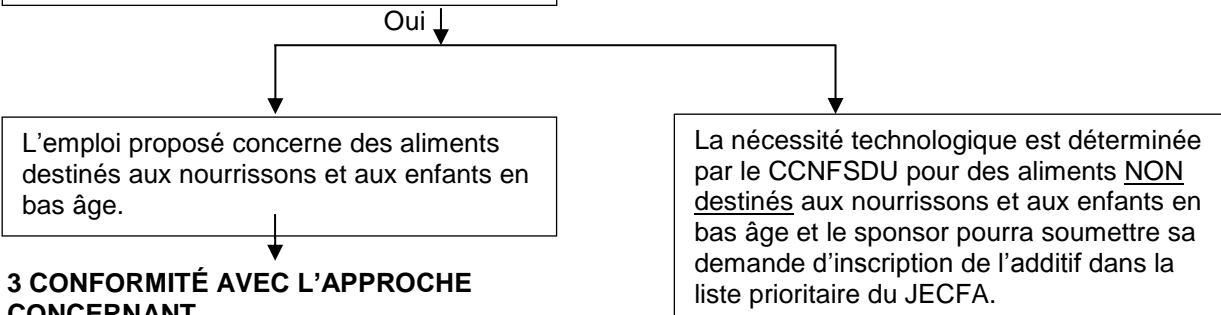 Oui
L'emploi proposé concerne des aliments
destinés aux nourrissons et aux enfants en
bas âge.
La nécessité technologique est déterminée
par le CCNFSDU pour des aliments NON
destinés aux nourrissons et aux enfants en
bas âge et le sponsor pourra soumettre sa
demande d'inscription de l'additif dans la
liste prioritaire du JECFA.
3 CONFORMITÉ AVEC L'APPROCHE
CONCERNANT